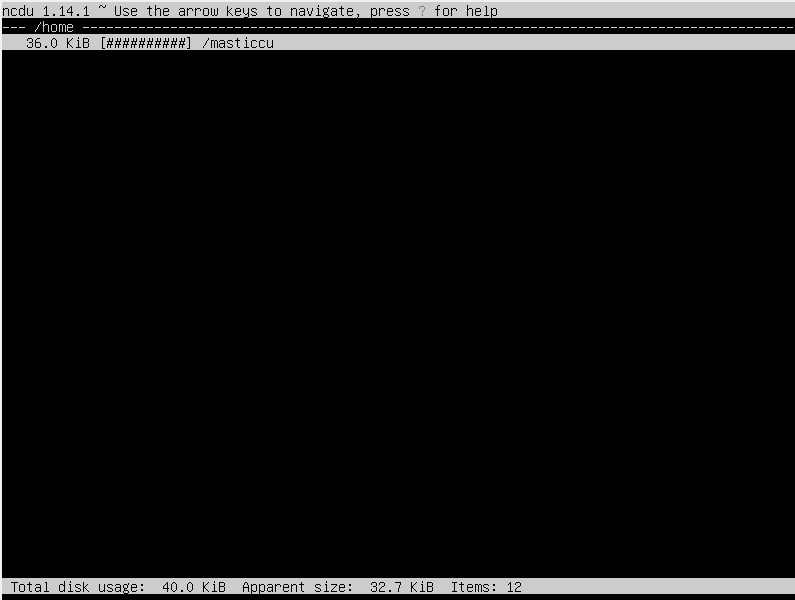 ncdu 1.14.1 ~ Use the arrow keys to navigate, press ? for help
--- /home ------------------------------------------------------------------------------------------
   36.0 KiB [##########] /masticcu
 Total disk usage:  40.0 KiB  Apparent size:  32.7 KiB  Items: 12